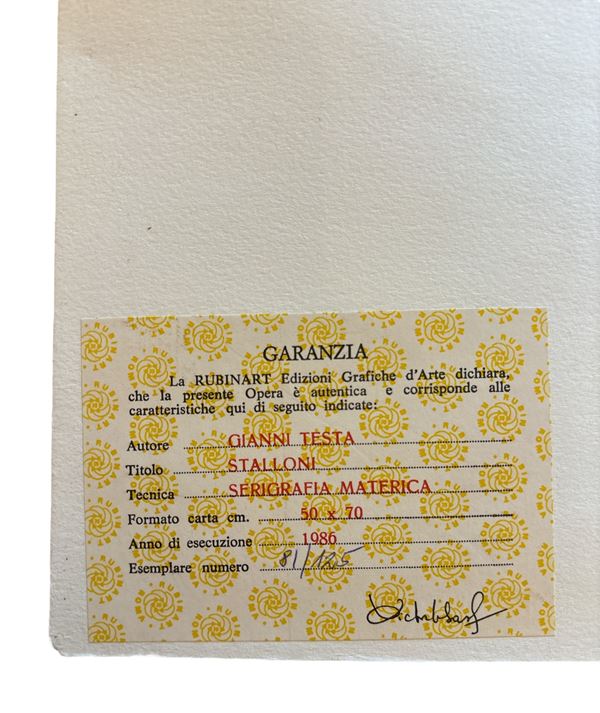 GARANZIA
La RUBINART Edizioni Grafiche d'Arte dichiara,
che la presente Opera è autentica e corrisponde alle
caratteristiche qui di seguito indicate:
Autore GIANNI TESTA
Titolo STALLONI
Tecnica SERIGRAFIA MATERICA
Formato carta cm. 50 x 70
Anno di esecuzione 1986
Esemplare numero 81/125